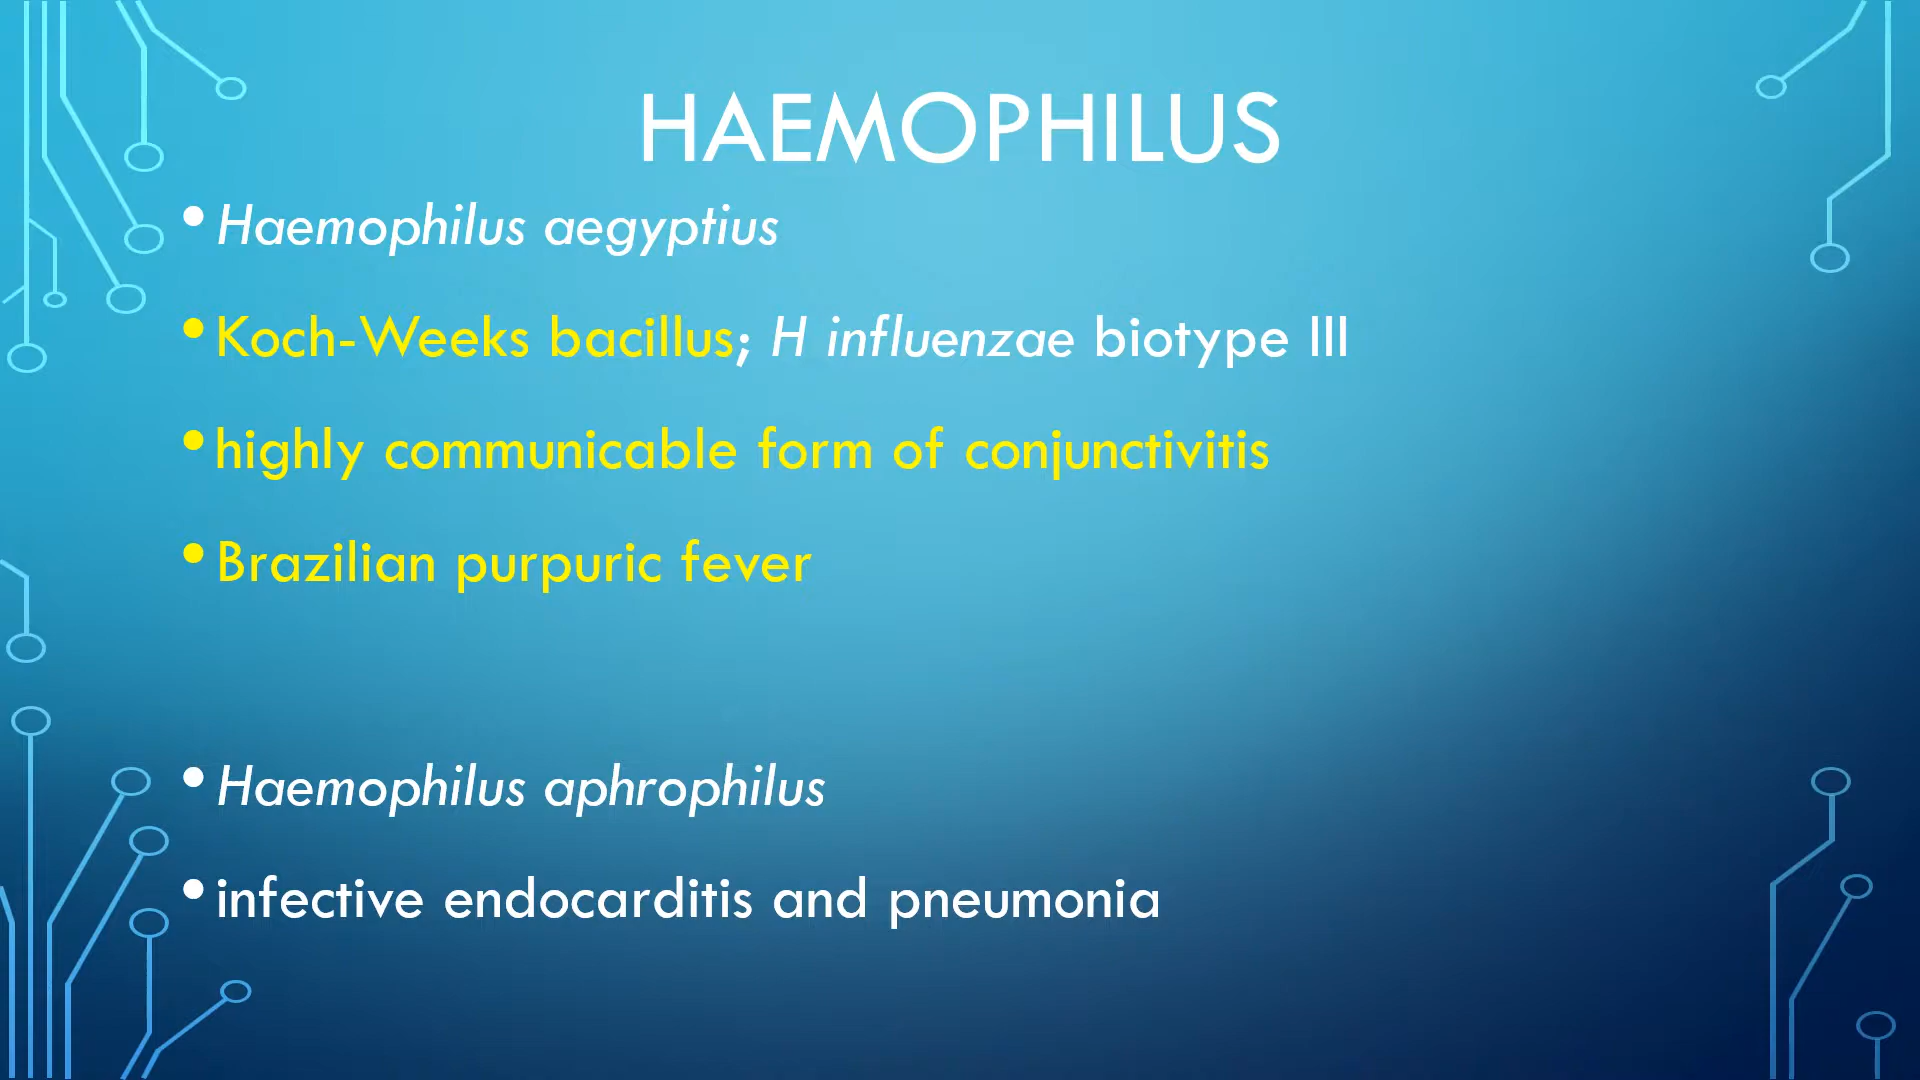 HAEMOPHILUS
• Haemophilus aegyptius
• Koch-Weeks bacillus; H influenzae biotype III
• highly communicable form of conjunctivitis
• Brazilian purpuric fever
• Haemophilus aphrophilus
• infective endocarditis and pneumonia